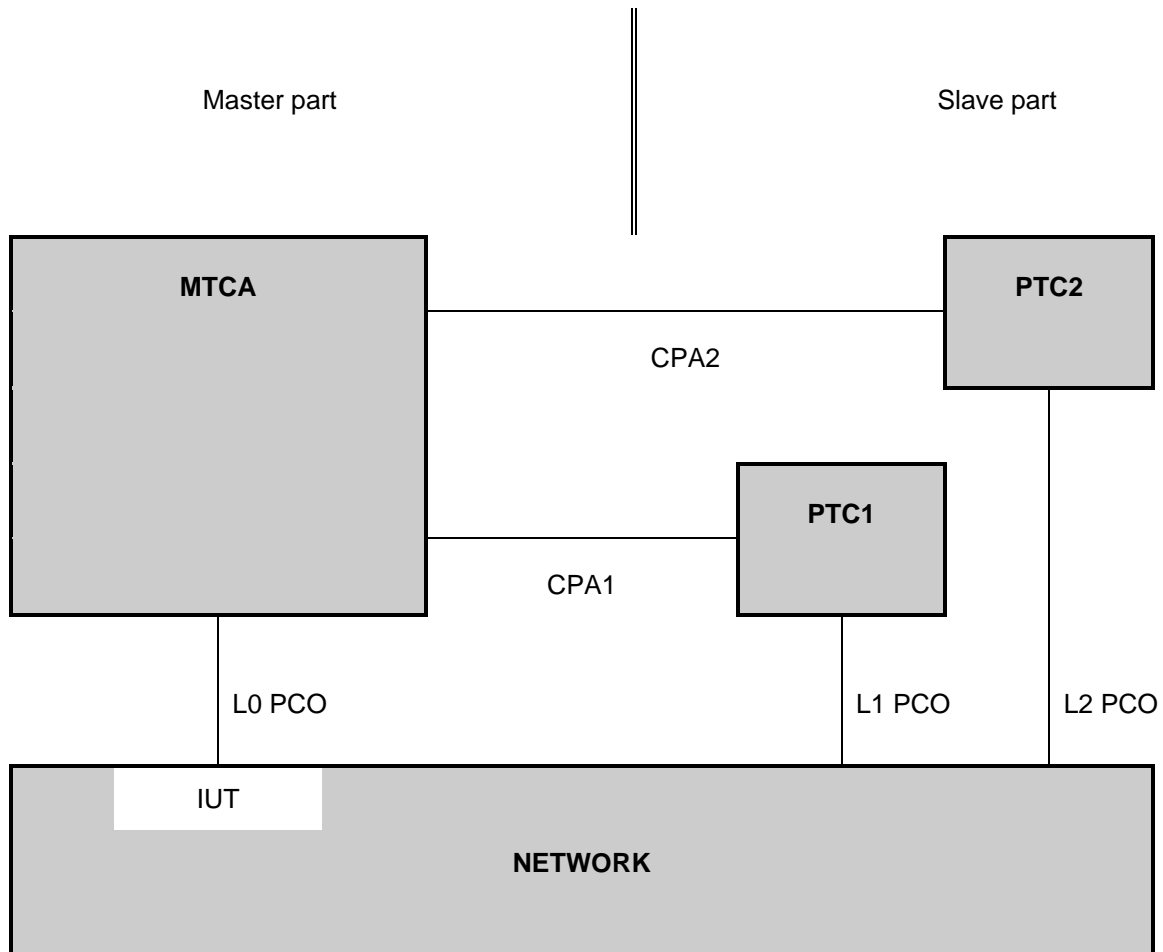 Master part
Slave part
MTCA
PTC2
CPA2
PTC1
CPA1
L0 PCO
L1 PCO
L2 PCO
IUT
NETWORK